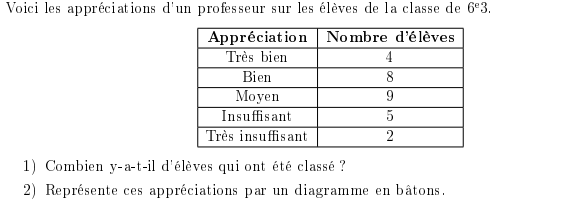 Voici les appréciations d'un professeur sur les élèves de la classe de 6e3.
Appréciation Nombre d'élèves
Très bien 4
Bien 8
Moyen 9
Insuffisant 5
Très insuffisant 2
1) Combien y-a-t-il d'élèves qui ont été classé ?
2) Représente ces appréciations par un diagramme en bâtons.